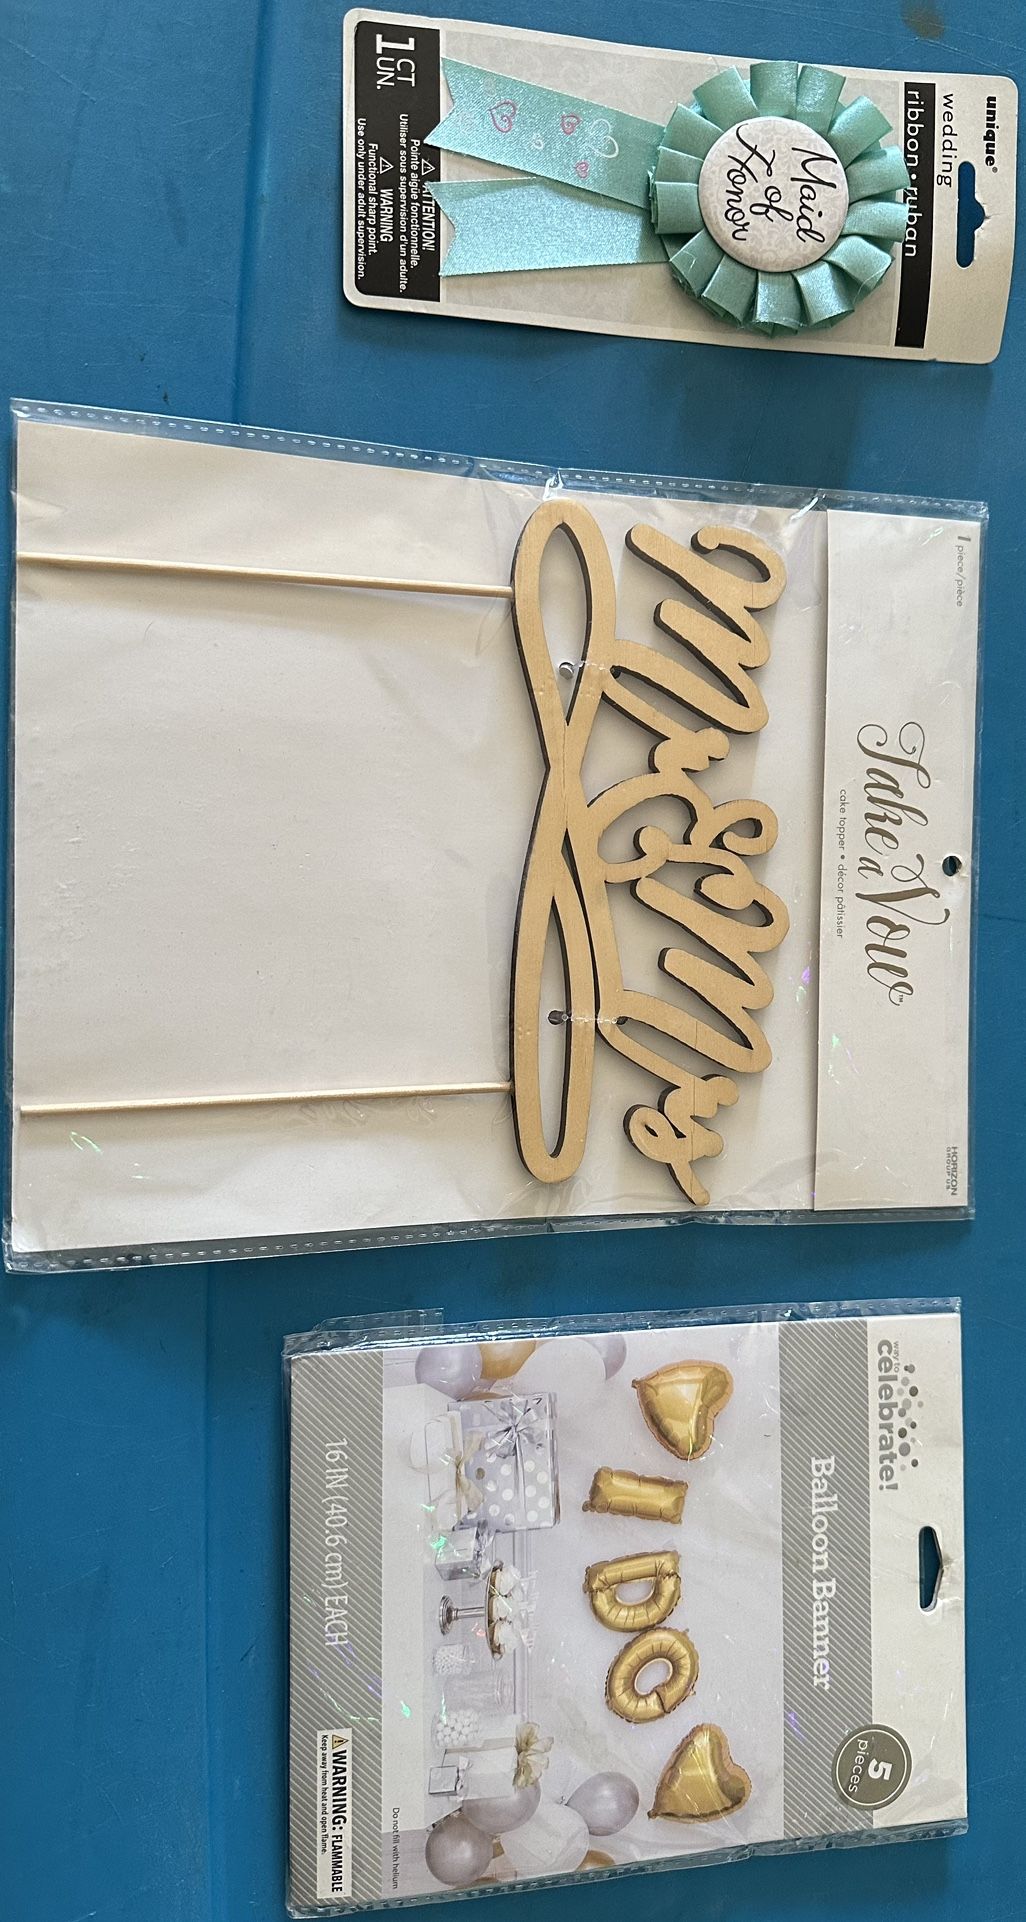 unique®
wedding
ribbon • ruban
Maid
of
Honor
1 CT
UN.
ATTENTION!
Pointe aigüe fonctionnelle.
Utiliser sous supervision d'un adulte.
WARNING
Functional sharp point.
Use only under adult supervision.
1 piece/pièce
Take a Vow™
cake topper • décor pâtissier
HORIZON
GROUP US
Mr & Mrs
way to
celebrate!
Balloon Banner
5
pieces
I DO
16 IN (40.6 cm) EACH
Do not fill with helium
WARNING: FLAMMABLE
Keep away from heat and open flame.